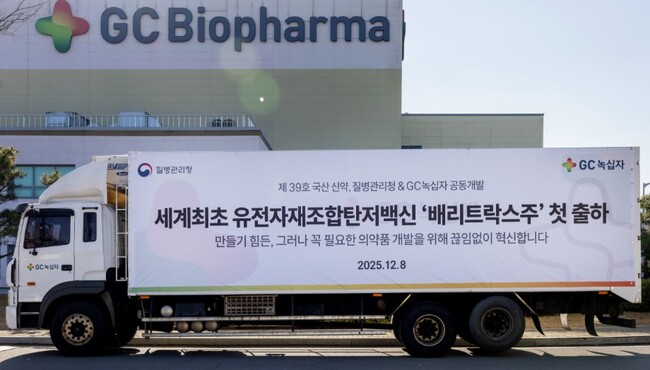 GC Biopharma
질병관리청
GC 녹십자
제 39호 국산 신약, 질병관리청 & GC녹십자 공동개발
세계최초 유전자재조합탄저백신 ‘배리트락스주’ 첫 출하
만들기 힘든, 그러나 꼭 필요한 의약품 개발을 위해 끊임없이 혁신합니다
2025.12.8
GC 녹십자